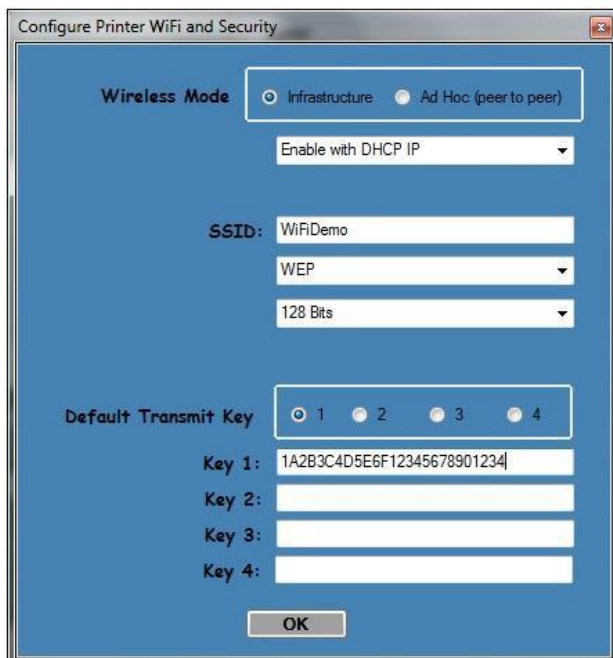 Configure Printer WiFi and Security
Wireless Mode Infrastructure Ad Hoc (peer to peer)
Enable with DHCP IP
SSID: WiFiDemo
WEP
128 Bits
Default Transmit Key 1 2 3 4
Key 1: 1A2B3C4D5E6F12345678901234
Key 2:
Key 3:
Key 4:
OK